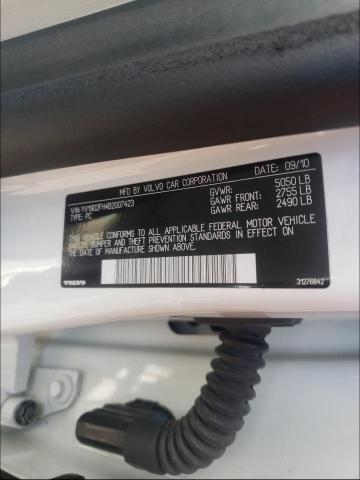 MFD. BY VOLVO CAR CORPORATION
DATE: 09/10
VIN: YV1902FH4B2007423
TYPE: PC
GVWR: 5050 LB
GAWR FRONT: 2755 LB
GAWR REAR: 2490 LB
THIS VEHICLE CONFORMS TO ALL APPLICABLE FEDERAL MOTOR VEHICLE
SAFETY, BUMPER AND THEFT PREVENTION STANDARDS IN EFFECT ON
THE DATE OF MANUFACTURE SHOWN ABOVE.
VOLVO
31276842